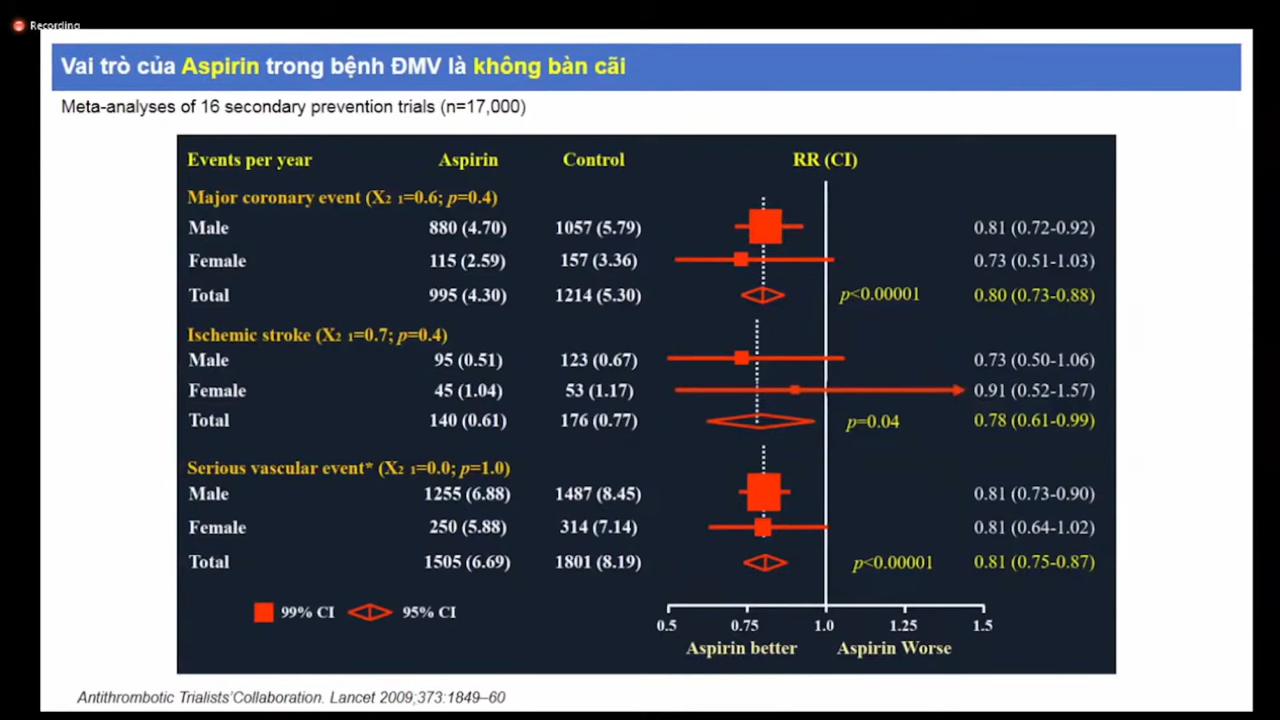 Recording
Vai trò của Aspirin trong bệnh ĐMV là không bàn cãi
Meta-analyses of 16 secondary prevention trials (n=17,000)
Events per year Aspirin Control RR (CI)
Major coronary event (X2 1=0.6; p=0.4)
Male 880 (4.70) 1057 (5.79) 0.81 (0.72-0.92)
Female 115 (2.59) 157 (3.36) 0.73 (0.51-1.03)
Total 995 (4.30) 1214 (5.30) p<0.00001 0.80 (0.73-0.88)
Ischemic stroke (X2 1=0.7; p=0.4)
Male 95 (0.51) 123 (0.67) 0.73 (0.50-1.06)
Female 45 (1.04) 53 (1.17) 0.91 (0.52-1.57)
Total 140 (0.61) 176 (0.77) p=0.04 0.78 (0.61-0.99)
Serious vascular event* (X2 1=0.0; p=1.0)
Male 1255 (6.88) 1487 (8.45) 0.81 (0.73-0.90)
Female 250 (5.88) 314 (7.14) 0.81 (0.64-1.02)
Total 1505 (6.69) 1801 (8.19) p<0.00001 0.81 (0.75-0.87)
99% CI 95% CI
0.5 0.75 1.0 1.25 1.5
Aspirin better Aspirin Worse
Antithrombotic Trialists'Collaboration. Lancet 2009;373:1849–60